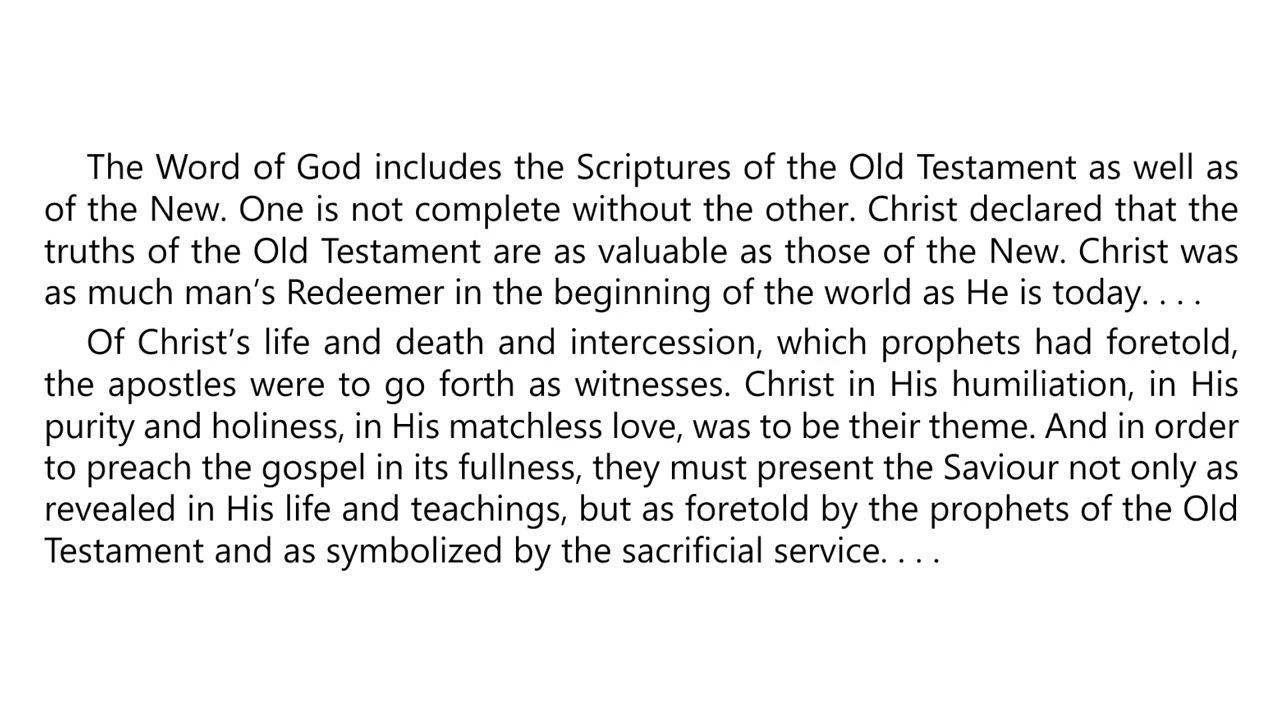 The Word of God includes the Scriptures of the Old Testament as well as
of the New. One is not complete without the other. Christ declared that the
truths of the Old Testament are as valuable as those of the New. Christ was
as much man’s Redeemer in the beginning of the world as He is today. . . .
Of Christ’s life and death and intercession, which prophets had foretold,
the apostles were to go forth as witnesses. Christ in His humiliation, in His
purity and holiness, in His matchless love, was to be their theme. And in order
to preach the gospel in its fullness, they must present the Saviour not only as
revealed in His life and teachings, but as foretold by the prophets of the Old
Testament and as symbolized by the sacrificial service. . . .